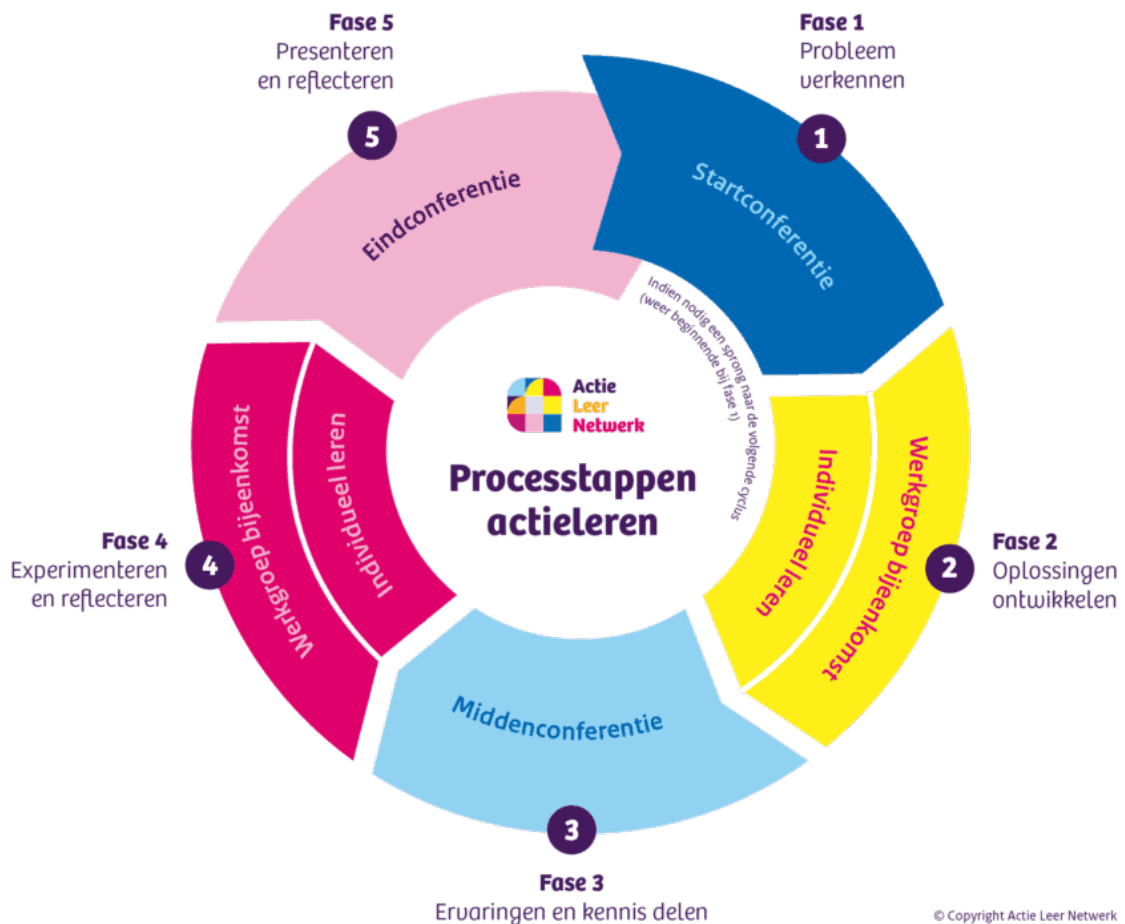 Fase 1
Probleem
verkennen
1
Startconferentie
Indien nodig een sprong naar de volgende cyclus
(weer beginnende bij fase 1)
Fase 2
Oplossingen
ontwikkelen
2
Werkgroep bijeenkomst
Individueel leren
Fase 3
Ervaringen en kennis delen
3
Middenconferentie
Fase 4
Experimenteren
en reflecteren
4
Werkgroep bijeenkomst
Individueel leren
Fase 5
Presenteren
en reflecteren
5
Eindconferentie
Actie
Leer
Netwerk
Processtappen
actieleren
© Copyright Actie Leer Netwerk